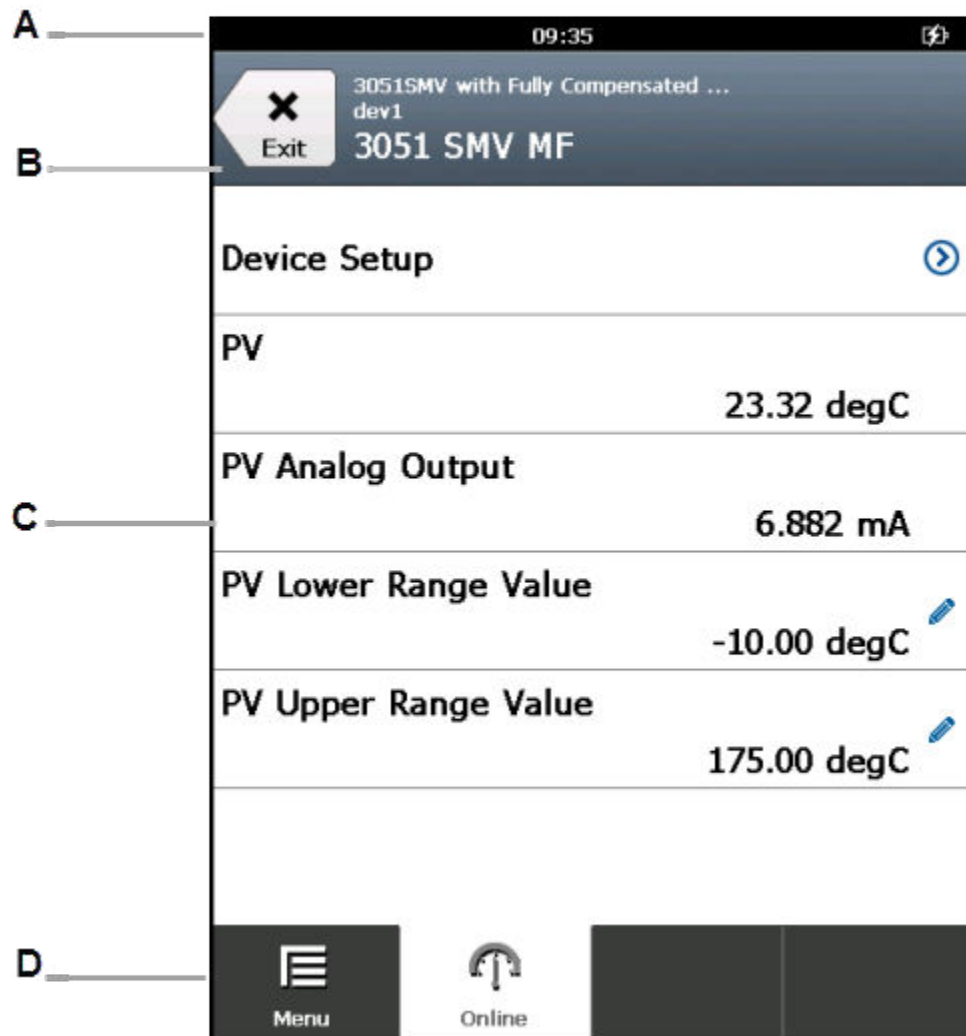 A
09:35
3051SMV with Fully Compensated ...
dev1
Exit
3051 SMV MF
B
Device Setup
PV
23.32 degC
PV Analog Output
C
6.882 mA
PV Lower Range Value
-10.00 degC
PV Upper Range Value
175.00 degC
D
Menu
Online